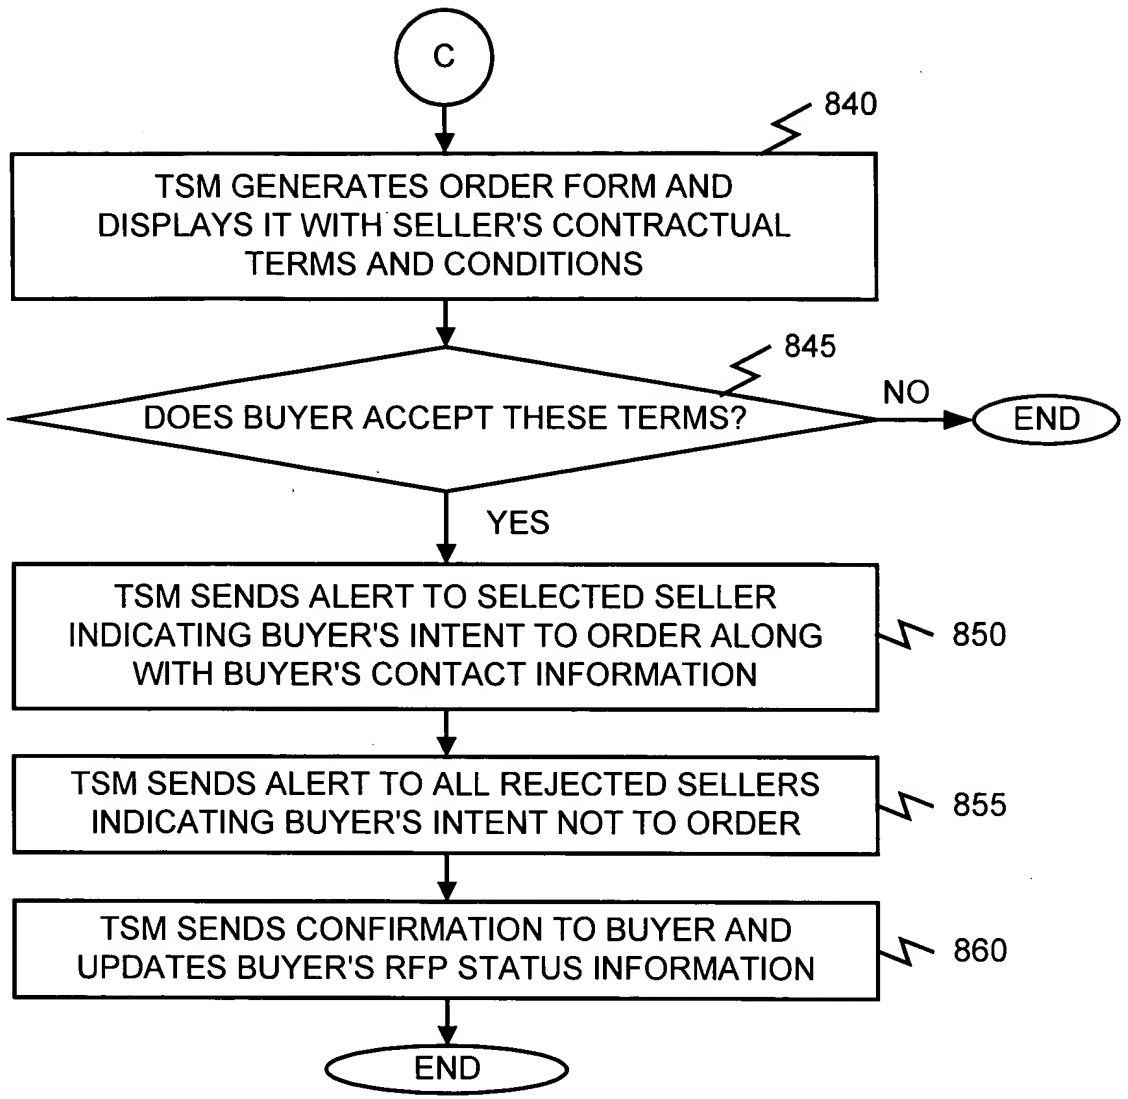 C
840
TSM GENERATES ORDER FORM AND
DISPLAYS IT WITH SELLER'S CONTRACTUAL
TERMS AND CONDITIONS
845
DOES BUYER ACCEPT THESE TERMS?
NO
END
YES
TSM SENDS ALERT TO SELECTED SELLER
INDICATING BUYER'S INTENT TO ORDER ALONG
WITH BUYER'S CONTACT INFORMATION
850
TSM SENDS ALERT TO ALL REJECTED SELLERS
INDICATING BUYER'S INTENT NOT TO ORDER
855
TSM SENDS CONFIRMATION TO BUYER AND
UPDATES BUYER'S RFP STATUS INFORMATION
860
END